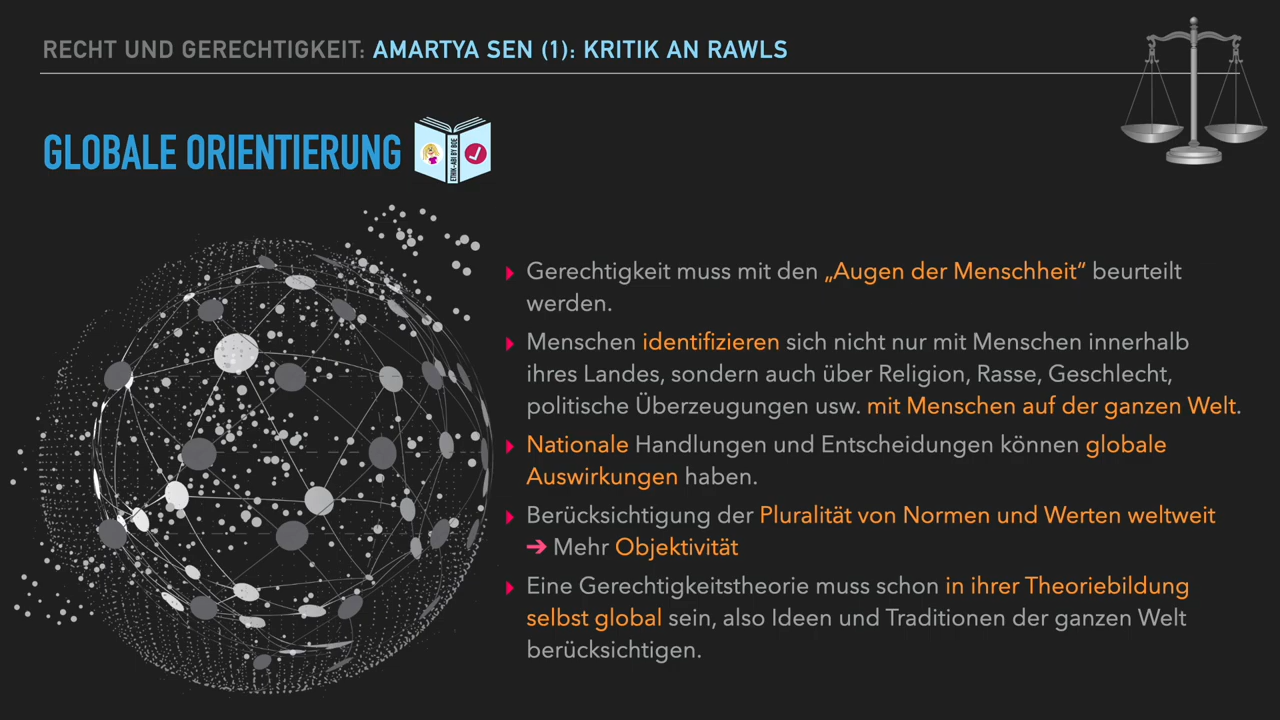 RECHT UND GERECHTIGKEIT: AMARTYA SEN (1): KRITIK AN RAWLS
GLOBALE ORIENTIERUNG
ETHIK-ABI BY BOE
Gerechtigkeit muss mit den „Augen der Menschheit“ beurteilt
werden.
Menschen identifizieren sich nicht nur mit Menschen innerhalb
ihres Landes, sondern auch über Religion, Rasse, Geschlecht,
politische Überzeugungen usw. mit Menschen auf der ganzen Welt.
Nationale Handlungen und Entscheidungen können globale
Auswirkungen haben.
Berücksichtigung der Pluralität von Normen und Werten weltweit
➔ Mehr Objektivität
Eine Gerechtigkeitstheorie muss schon in ihrer Theoriebildung
selbst global sein, also Ideen und Traditionen der ganzen Welt
berücksichtigen.